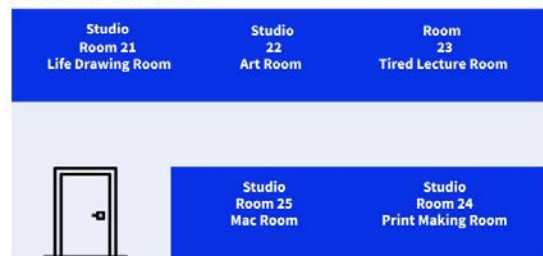 Studio
Room 21
Life Drawing Room
Studio
22
Art Room
Room
23
Tired Lecture Room
Studio
Room 25
Mac Room
Studio
Room 24
Print Making Room